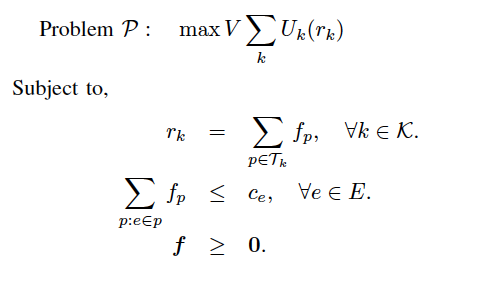 Problem 𝒫 : max V ∑_k U_k(r_k)
Subject to,
r_k = ∑_{p∈𝒯_k} f_p, ∀k ∈ 𝒦.
∑_{p:e∈p} f_p ≤ c_e, ∀e ∈ E.
𝒇 ≥ 𝟎.